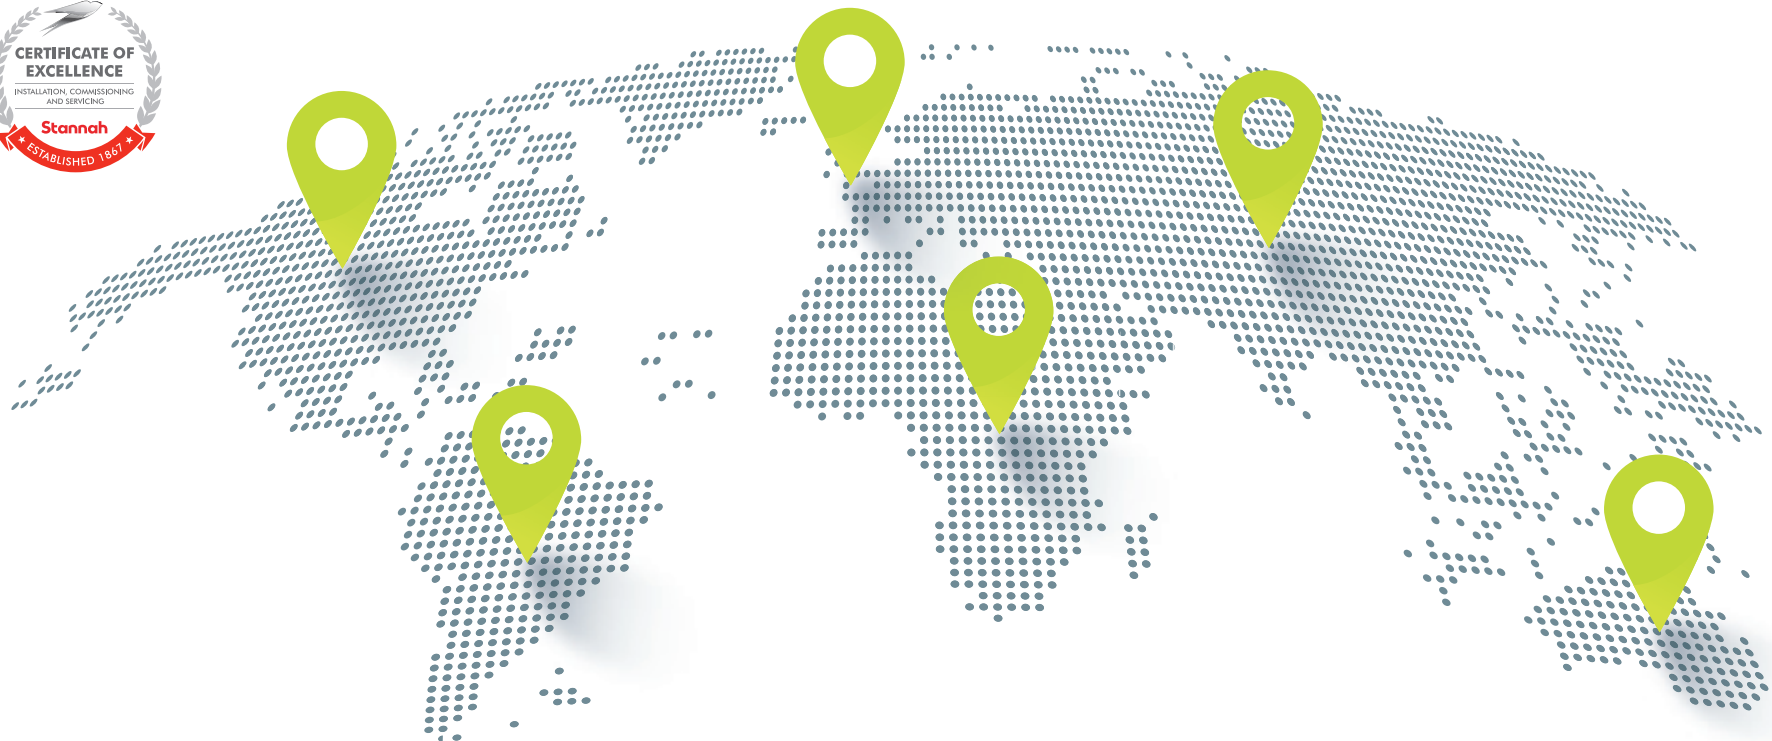 CERTIFICATE OF
EXCELLENCE
INSTALLATION, COMMISSIONING
AND SERVICING
Stannah
ESTABLISHED 1867